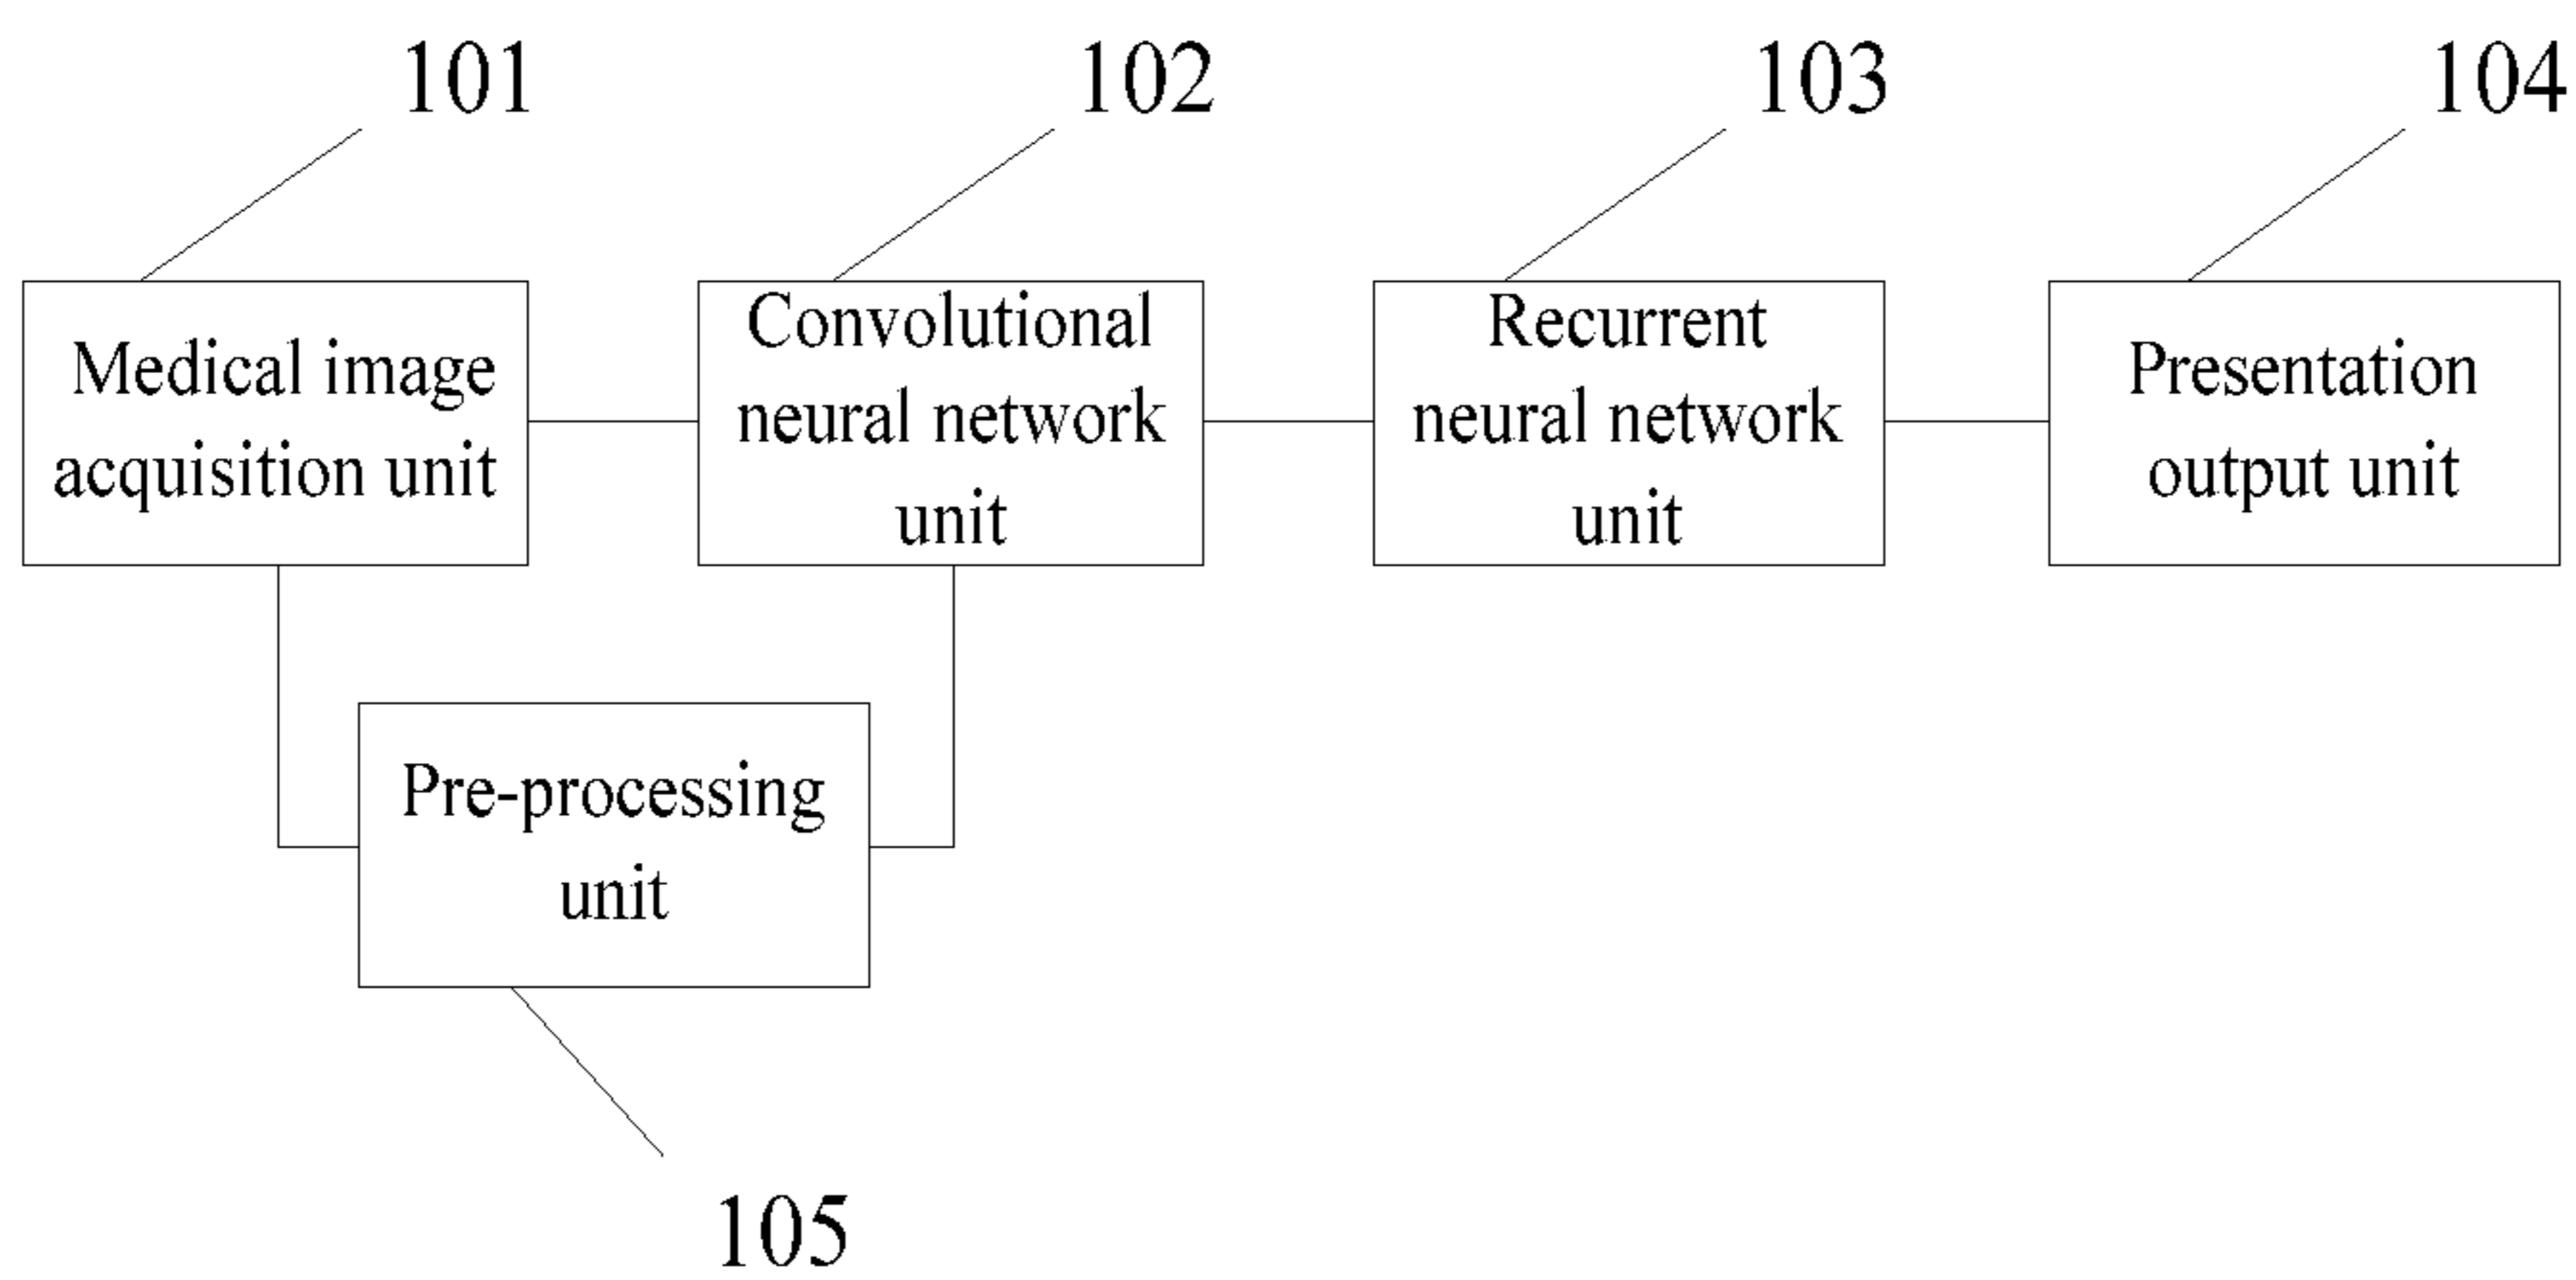 101
102
103
104
Medical image
acquisition unit
Convolutional
neural network
unit
Recurrent
neural network
unit
Presentation
output unit
Pre-processing
unit
105